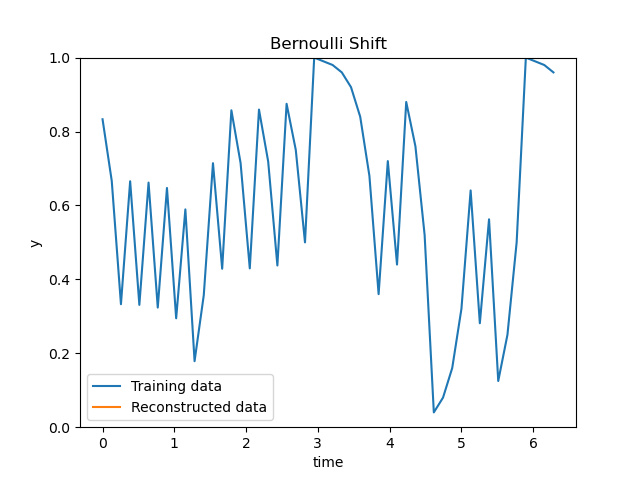 Bernoulli Shift
1.0
0.8
0.6
0.4
0.2
0.0
y
Training data
Reconstructed data
0 1 2 3 4 5 6
time